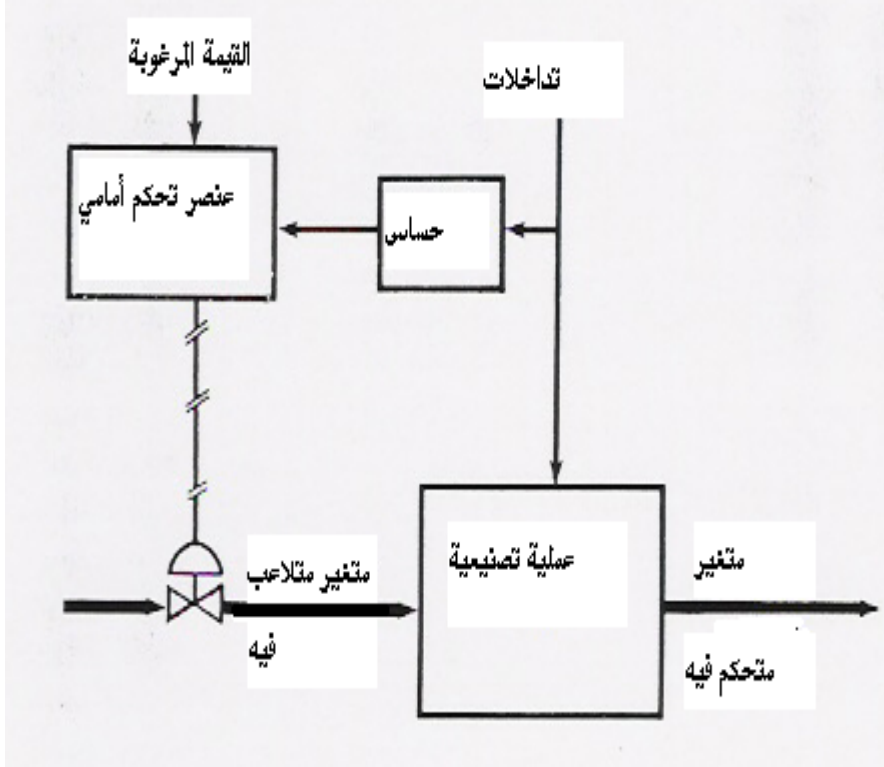 القيمة المرغوبة
تداخلات
عنصر تحكم أمامي
حساس
عملية تصنيعية
متغير متلاعب
فيه
متغير
متحكم فيه